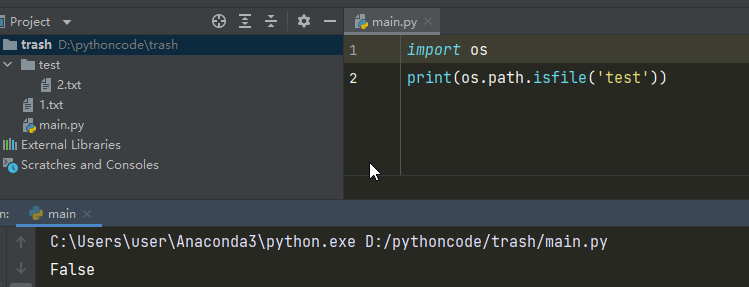 Project
main.py
trash D:\pythoncode\trash
test
2.txt
1.txt
main.py
External Libraries
Scratches and Consoles
1 import os
2 print(os.path.isfile('test'))
n: main
C:\Users\user\Anaconda3\python.exe D:/pythoncode/trash/main.py
False